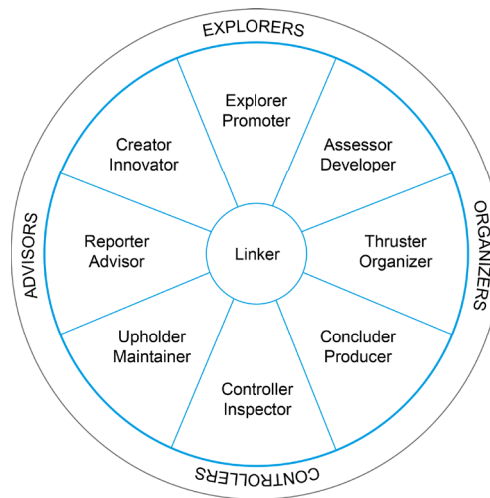 EXPLORERS
Explorer
Promoter
Creator
Innovator
Assessor
Developer
ADVISORS
Reporter
Advisor
Linker
Thruster
Organizer
ORGANIZERS
Upholder
Maintainer
Concluder
Producer
Controller
Inspector
CONTROLLERS